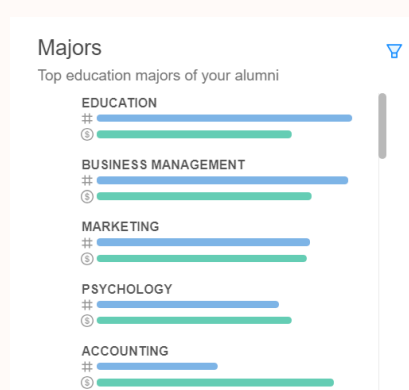 Majors
Top education majors of your alumni
EDUCATION
#
$
BUSINESS MANAGEMENT
#
$
MARKETING
#
$
PSYCHOLOGY
#
$
ACCOUNTING
#
$